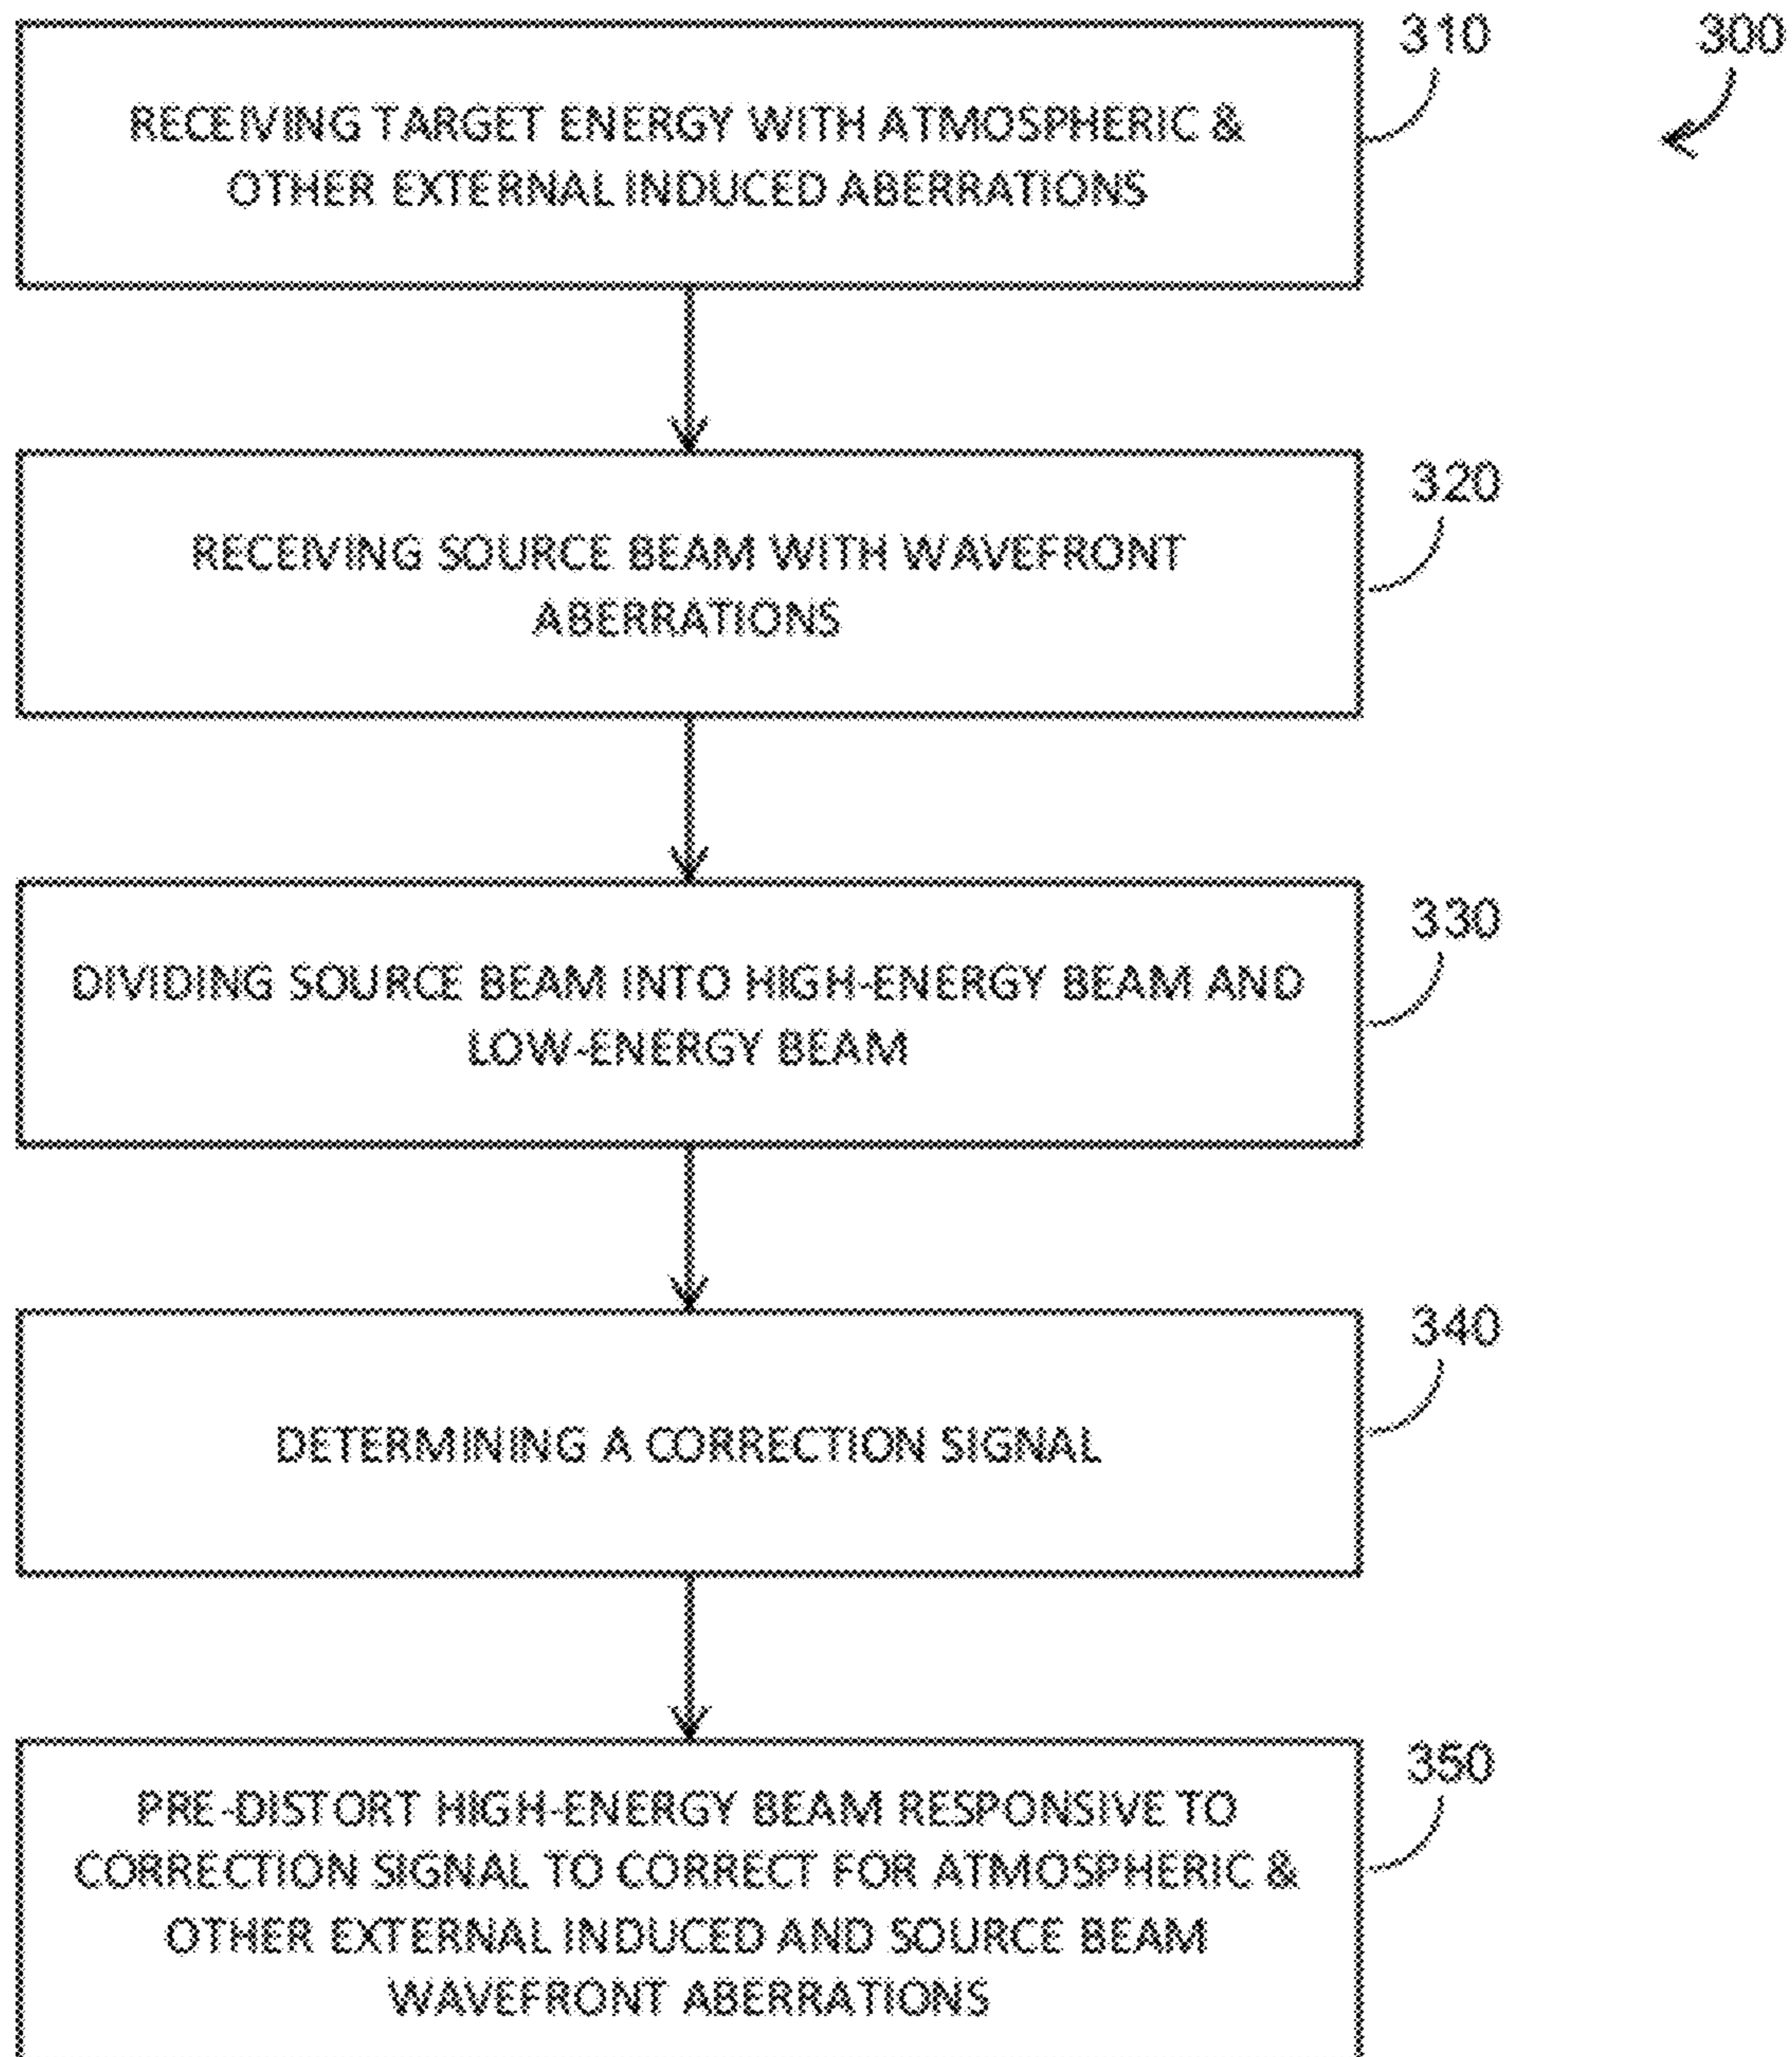 310
300
RECEIVING TARGET ENERGY WITH ATMOSPHERIC &
OTHER EXTERNAL INDUCED ABERRATIONS
320
RECEIVING SOURCE BEAM WITH WAVEFRONT
ABERRATIONS
330
DIVIDING SOURCE BEAM INTO HIGH-ENERGY BEAM AND
LOW-ENERGY BEAM
340
DETERMINING A CORRECTION SIGNAL
350
PRE-DISTORT HIGH-ENERGY BEAM RESPONSIVE TO
CORRECTION SIGNAL TO CORRECT FOR ATMOSPHERIC &
OTHER EXTERNAL INDUCED AND SOURCE BEAM
WAVEFRONT ABERRATIONS